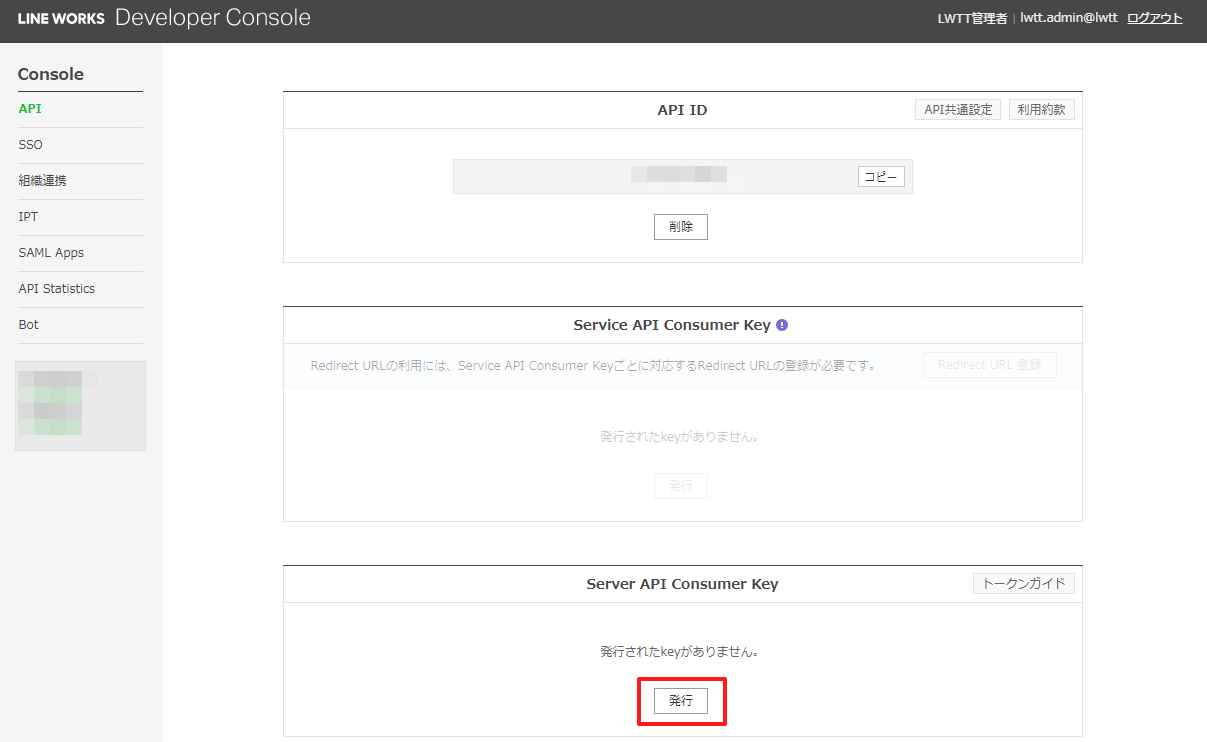 LINE WORKS Developer Console
LWTT管理者 | lwtt.admin@lwtt ログアウト
Console
API
SSO
組織連携
IPT
SAML Apps
API Statistics
Bot
API ID
API共通設定
利用約款
コピー
削除
Service API Consumer Key
Redirect URLの利用には、Service API Consumer Keyごとに対応するRedirect URLの登録が必要です。
Redirect URL 登録
発行されたkeyがありません。
発行
Server API Consumer Key
トークンガイド
発行されたkeyがありません。
発行